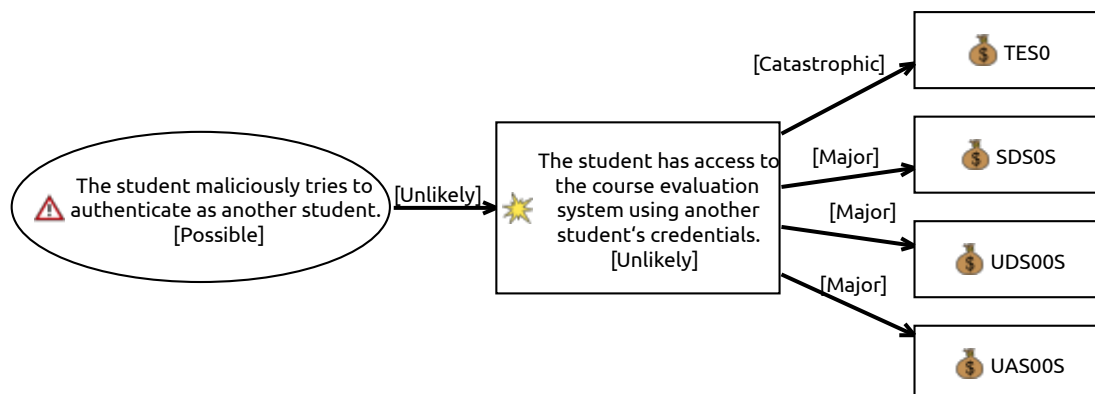 The student maliciously tries to
authenticate as another student.
[Possible]
[Unlikely]
The student has access to
the course evaluation
system using another
student‘s credentials.
[Unlikely]
[Catastrophic]
[Major]
[Major]
[Major]
TES0
SDS0S
UDS00S
UAS00S